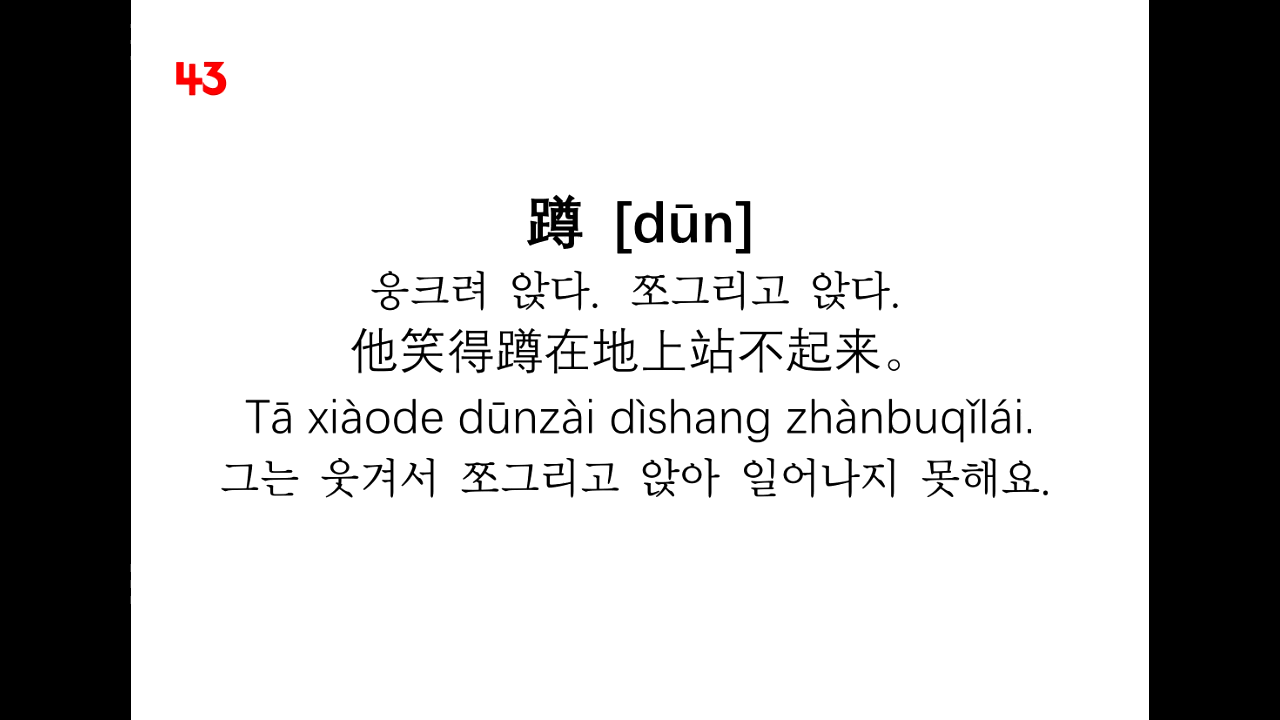 43
蹲 [dūn]
웅크려 앉다. 쪼그리고 앉다.
他笑得蹲在地上站不起来。
Tā xiàode dūnzài dìshang zhànbuqǐlái.
그는 웃겨서 쪼그리고 앉아 일어나지 못해요.